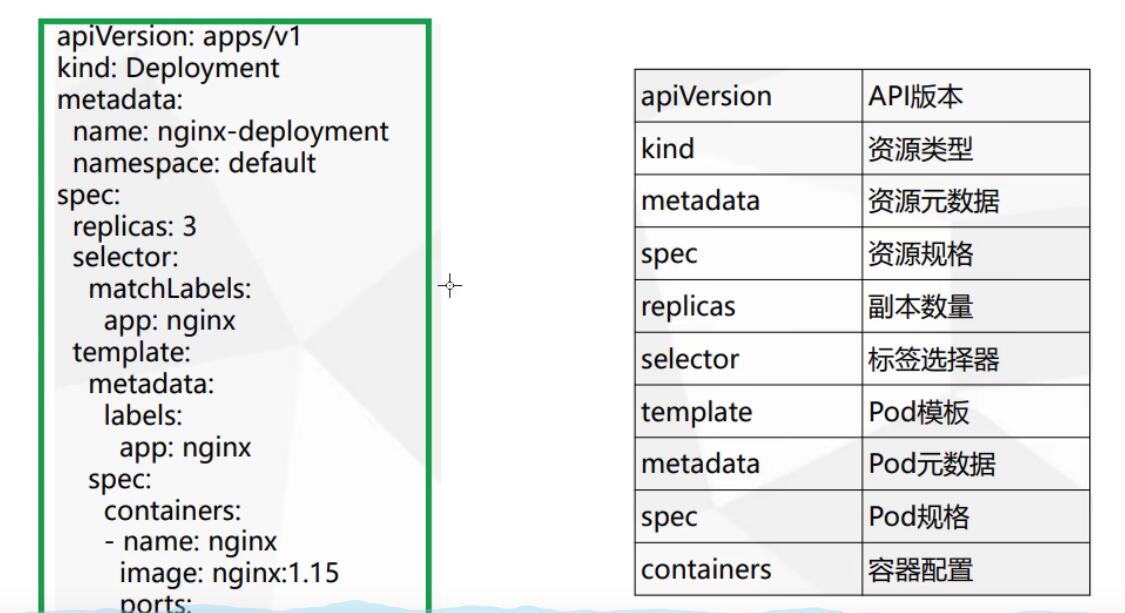 apiVersion: apps/v1
kind: Deployment
metadata:
  name: nginx-deployment
  namespace: default
spec:
  replicas: 3
  selector:
    matchLabels:
      app: nginx
  template:
    metadata:
      labels:
        app: nginx
    spec:
      containers:
      - name: nginx
        image: nginx:1.15
        ports:
apiVersion API版本
kind 资源类型
metadata 资源元数据
spec 资源规格
replicas 副本数量
selector 标签选择器
template Pod模板
metadata Pod元数据
spec Pod规格
containers 容器配置